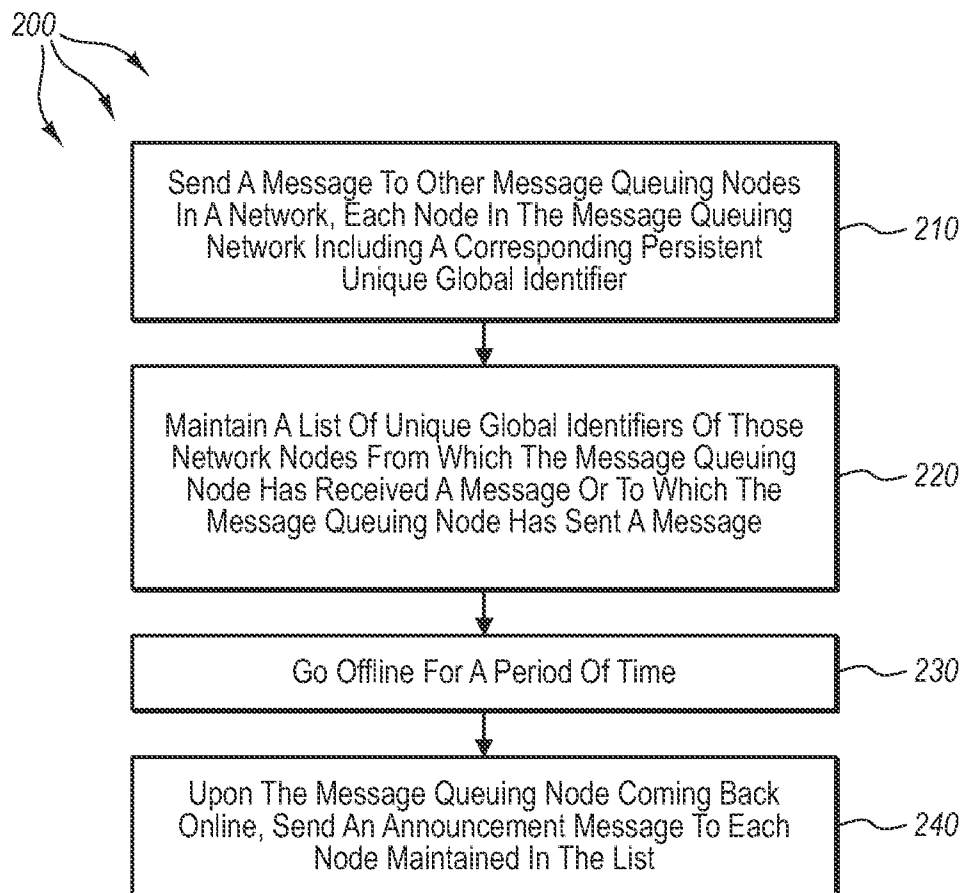 200
Send A Message To Other Message Queuing Nodes
In A Network, Each Node In The Message Queuing
Network Including A Corresponding Persistent
Unique Global Identifier
210
Maintain A List Of Unique Global Identifiers Of Those
Network Nodes From Which The Message Queuing
Node Has Received A Message Or To Which The
Message Queuing Node Has Sent A Message
220
Go Offline For A Period Of Time
230
Upon The Message Queuing Node Coming Back
Online, Send An Announcement Message To Each
Node Maintained In The List
240